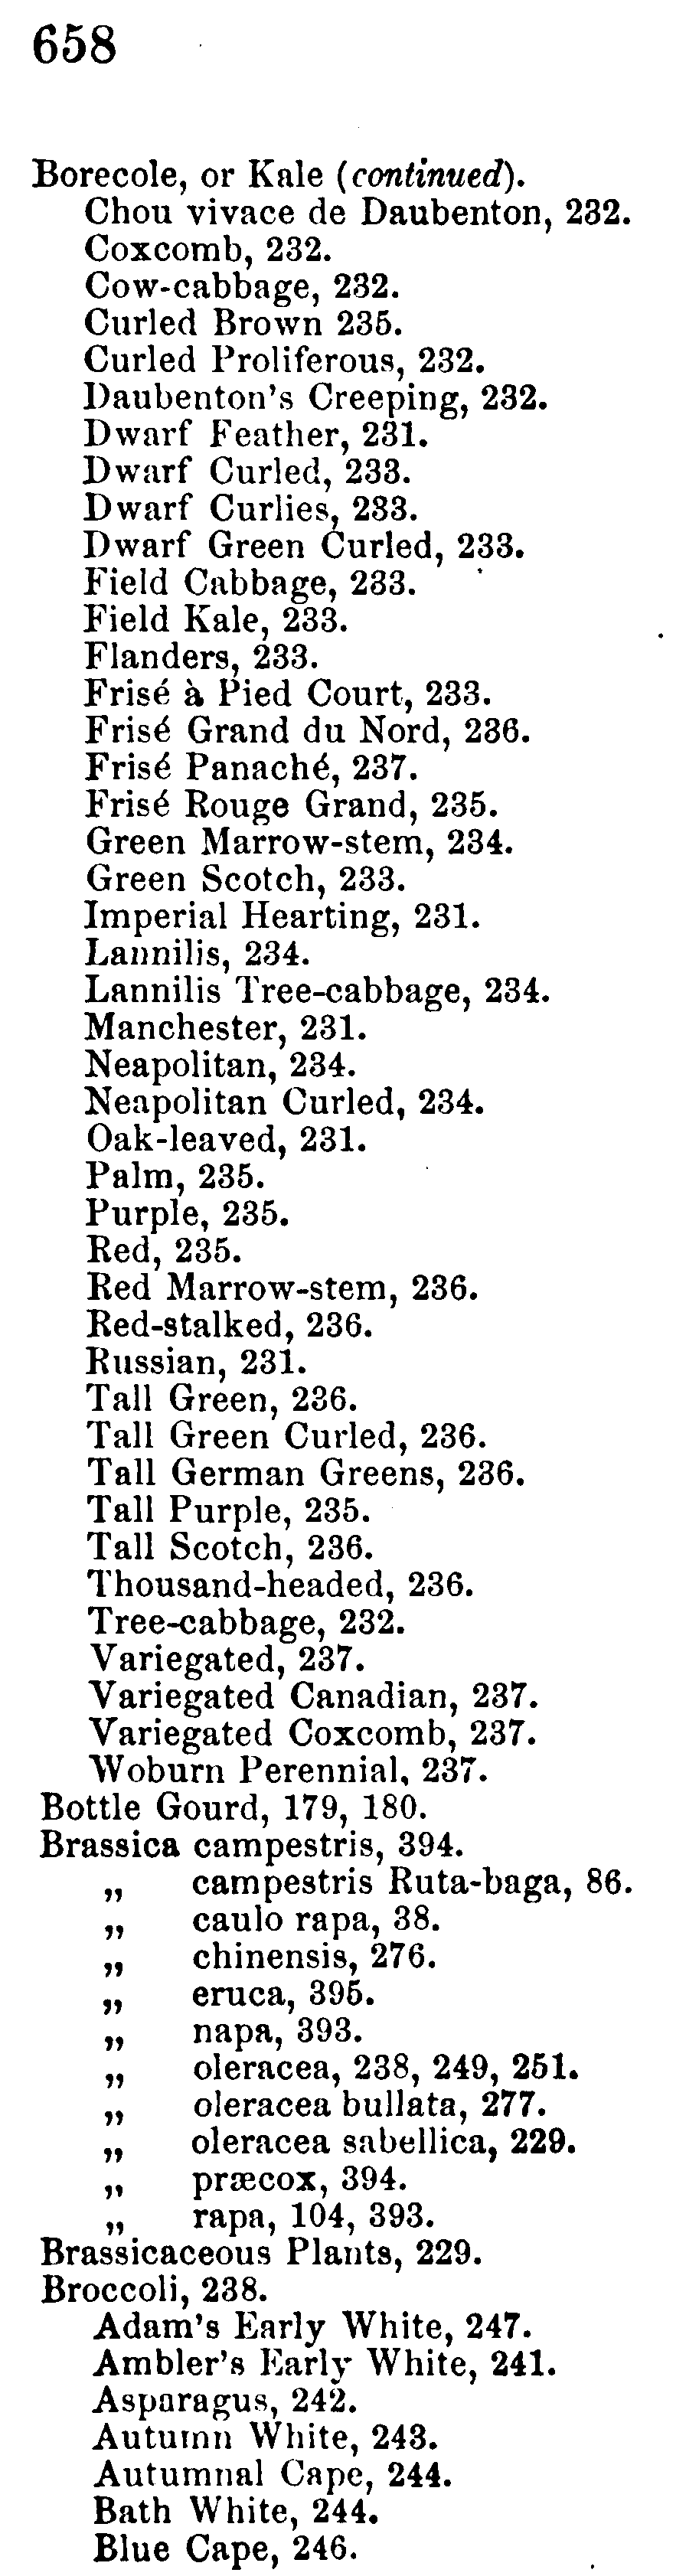 658
Borecole, or Kale (continued).
Chou vivace de Daubenton, 232.
Coxcomb, 232.
Cow-cabbage, 232.
Curled Brown 235.
Curled Proliferous, 232.
Daubenton's Creeping, 232.
Dwarf Feather, 231.
Dwarf Curled, 233.
Dwarf Curlies, 233.
Dwarf Green Curled, 233.
Field Cabbage, 233.
Field Kale, 233.
Flanders, 233.
Frisé à Pied Court, 233.
Frisé Grand du Nord, 236.
Frisé Panaché, 237.
Frisé Rouge Grand, 235.
Green Marrow-stem, 234.
Green Scotch, 233.
Imperial Hearting, 231.
Lannilis, 234.
Lannilis Tree-cabbage, 234.
Manchester, 231.
Neapolitan, 234.
Neapolitan Curled, 234.
Oak-leaved, 231.
Palm, 235.
Purple, 235.
Red, 235.
Red Marrow-stem, 236.
Red-stalked, 236.
Russian, 231.
Tall Green, 236.
Tall Green Curled, 236.
Tall German Greens, 236.
Tall Purple, 235.
Tall Scotch, 236.
Thousand-headed, 236.
Tree-cabbage, 232.
Variegated, 237.
Variegated Canadian, 237.
Variegated Coxcomb, 237.
Woburn Perennial, 237.
Bottle Gourd, 179, 180.
Brassica campestris, 394.
„ campestris Ruta-baga, 86.
„ caulo rapa, 38.
„ chinensis, 276.
„ eruca, 395.
„ napa, 393.
„ oleracea, 238, 249, 251.
„ oleracea bullata, 277.
„ oleracea sabellica, 229.
„ præcox, 394.
„ rapa, 104, 393.
Brassicaceous Plants, 229.
Broccoli, 238.
Adam's Early White, 247.
Ambler's Early White, 241.
Asparagus, 242.
Autumn White, 243.
Autumnal Cape, 244.
Bath White, 244.
Blue Cape, 246.